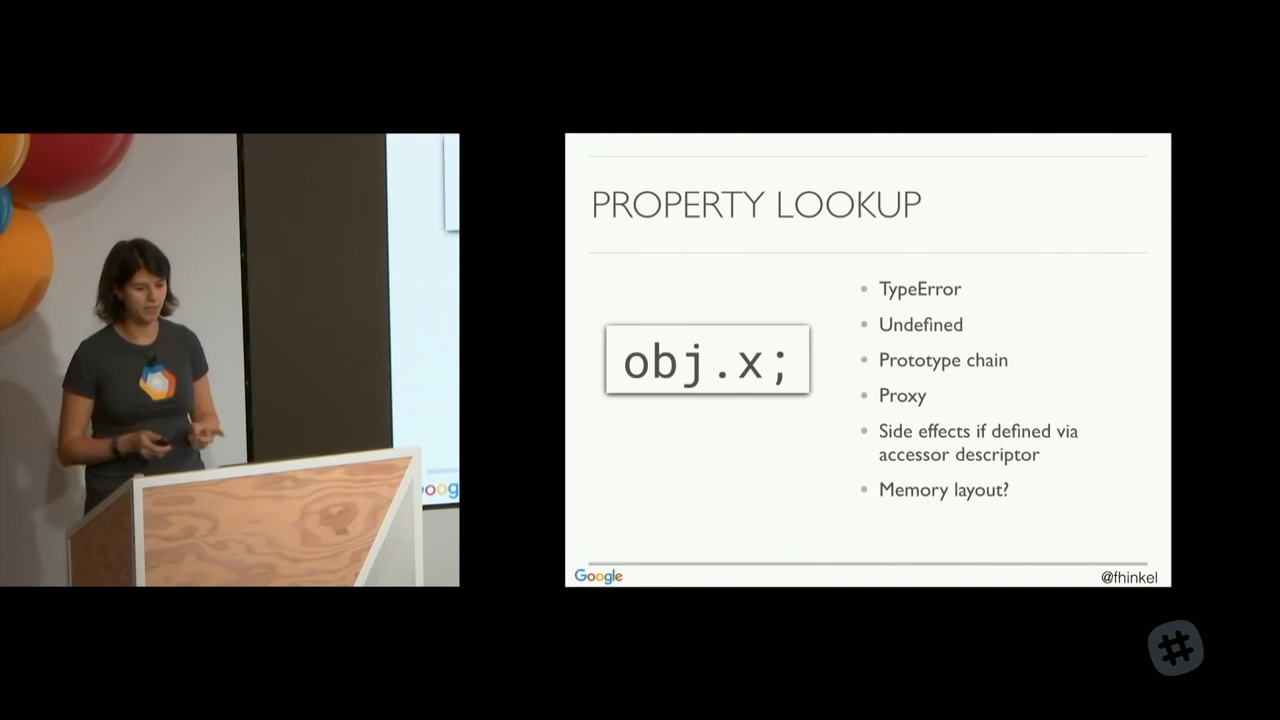 PROPERTY LOOKUP
obj.x;
TypeError
Undefined
Prototype chain
Proxy
Side effects if defined via
accessor descriptor
Memory layout?
Google
@fhinkel
oog
#